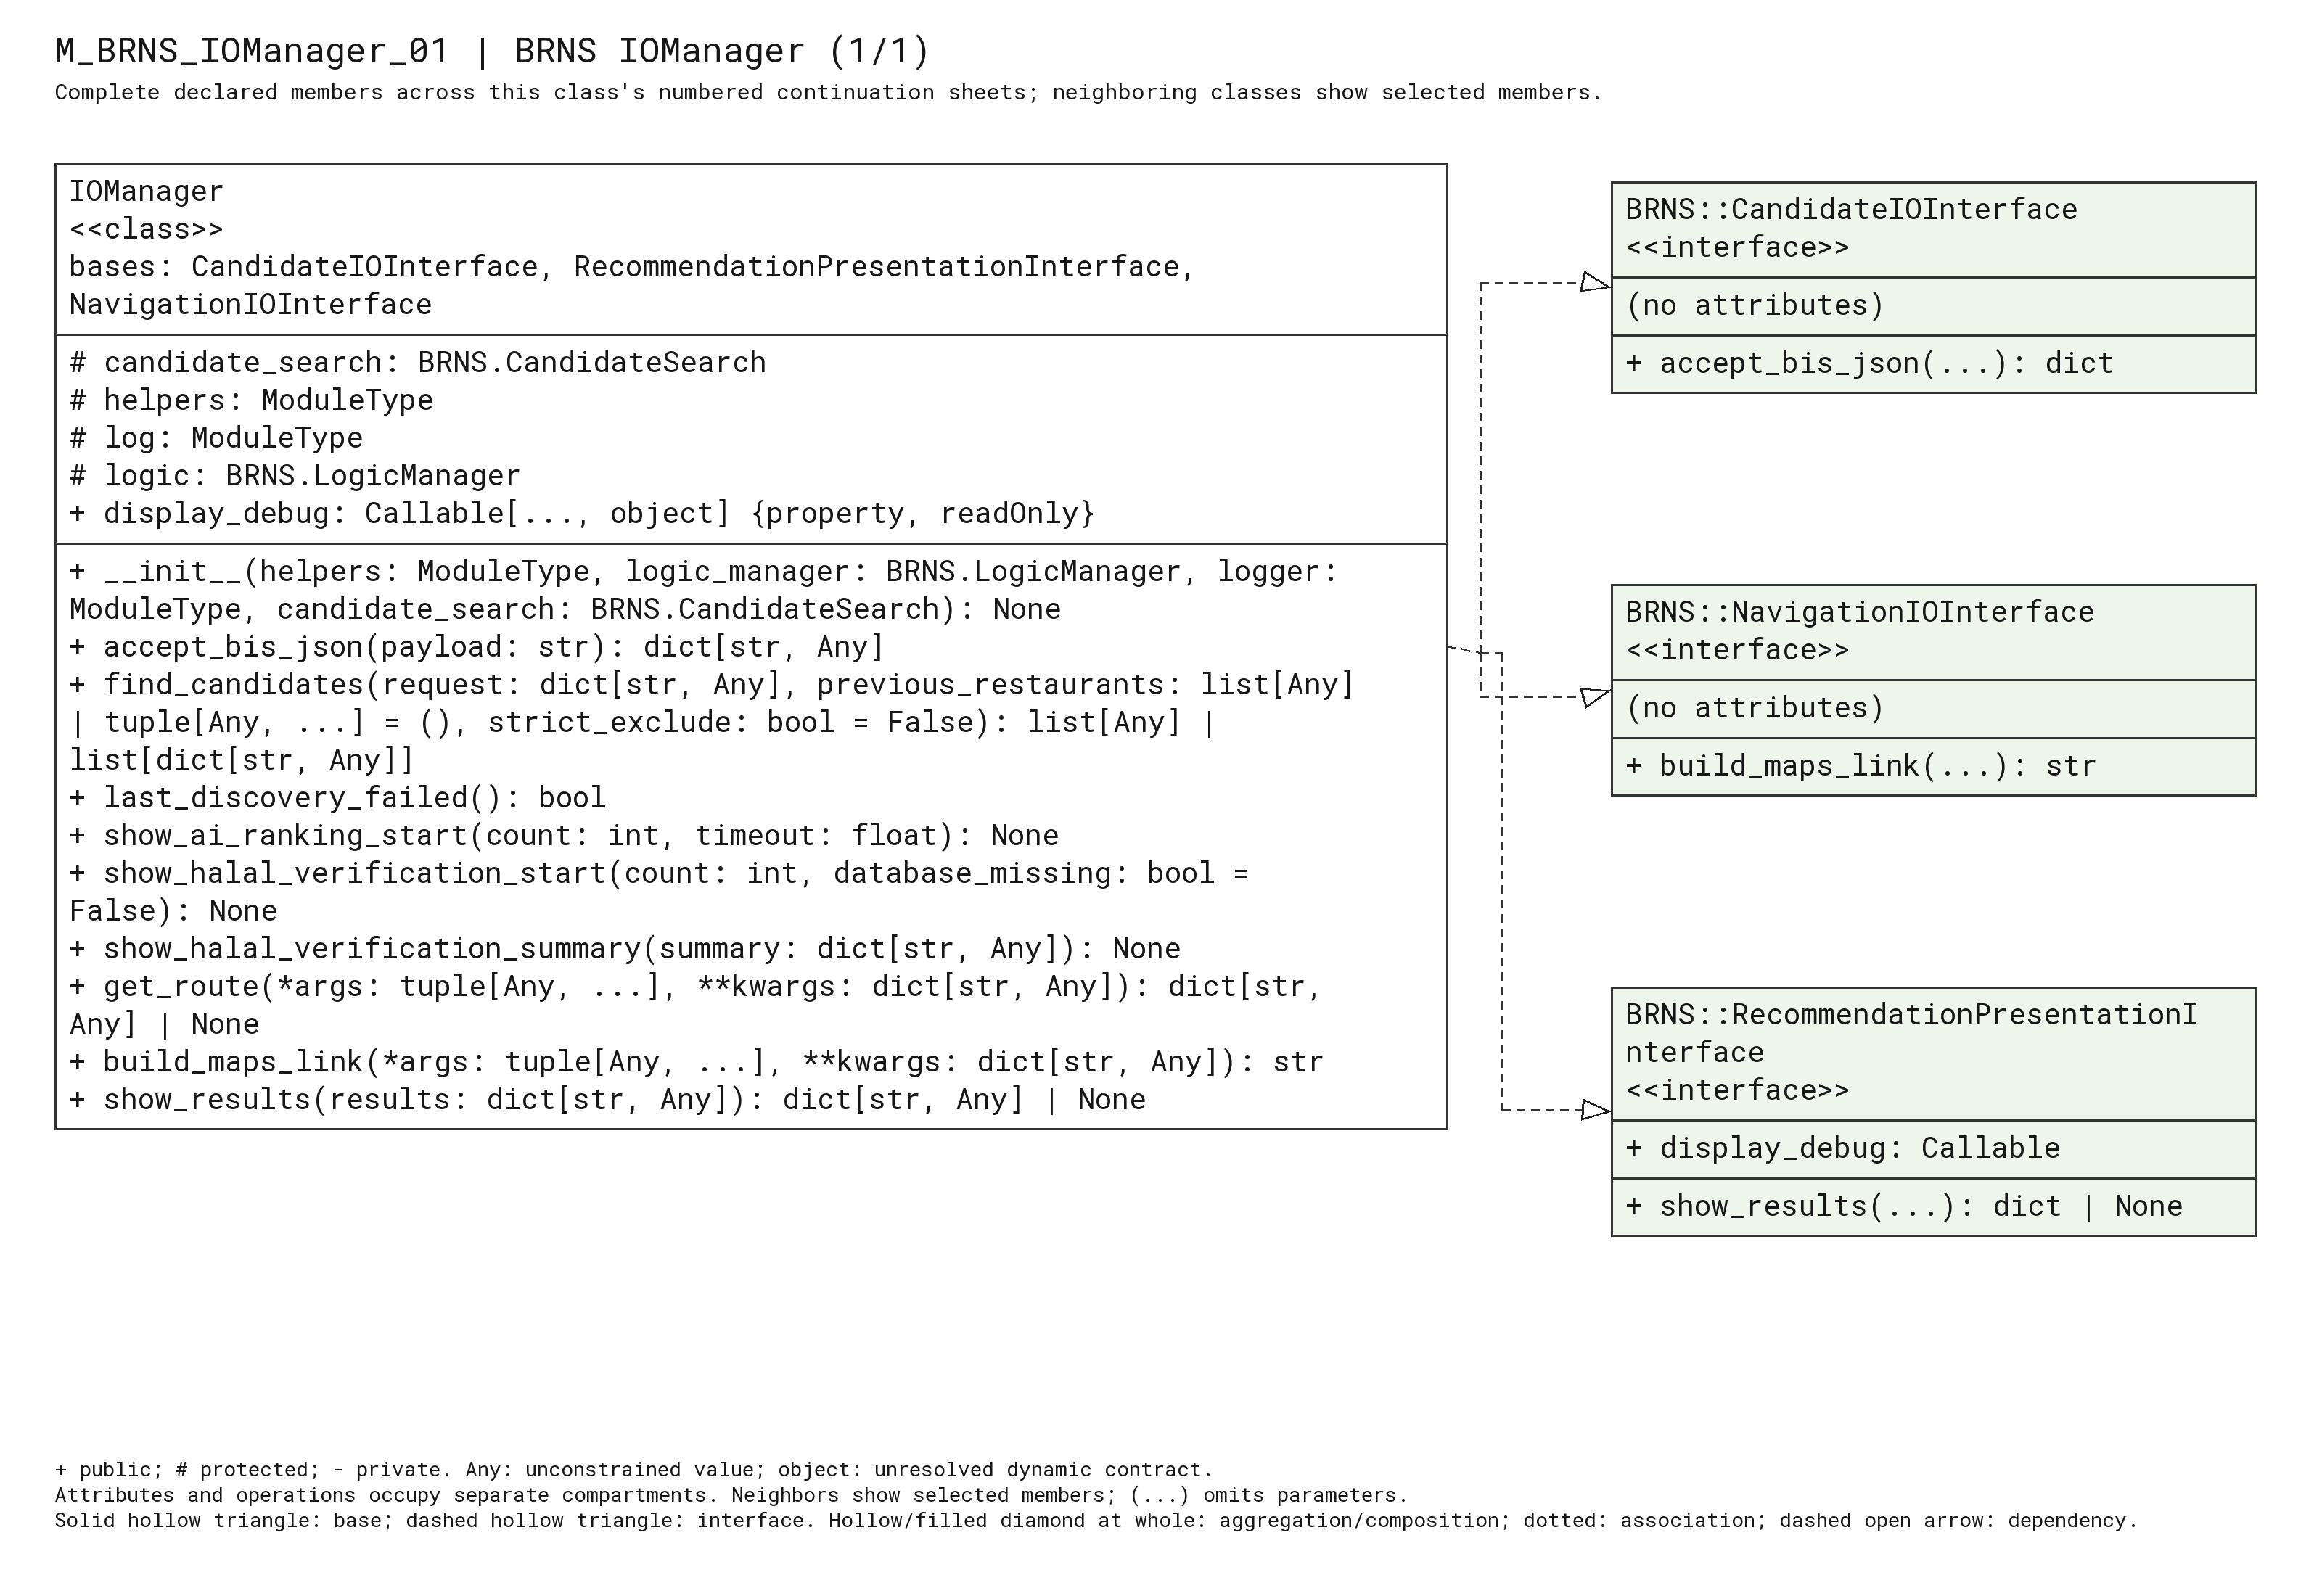 M_BRNS_IOManager_01 | BRNS IOManager (1/1)
Complete declared members across this class's numbered continuation sheets; neighboring classes show selected members.
IOManager
<<class>>
bases: CandidateIOInterface, RecommendationPresentationInterface,
NavigationIOInterface
# candidate_search: BRNS.CandidateSearch
# helpers: ModuleType
# log: ModuleType
# logic: BRNS.LogicManager
+ display_debug: Callable[..., object] {property, readOnly}
+ __init__(helpers: ModuleType, logic_manager: BRNS.LogicManager, logger:
ModuleType, candidate_search: BRNS.CandidateSearch): None
+ accept_bis_json(payload: str): dict[str, Any]
+ find_candidates(request: dict[str, Any], previous_restaurants: list[Any]
| tuple[Any, ...] = (), strict_exclude: bool = False): list[Any] |
list[dict[str, Any]]
+ last_discovery_failed(): bool
+ show_ai_ranking_start(count: int, timeout: float): None
+ show_halal_verification_start(count: int, database_missing: bool =
False): None
+ show_halal_verification_summary(summary: dict[str, Any]): None
+ get_route(*args: tuple[Any, ...], **kwargs: dict[str, Any]): dict[str,
Any] | None
+ build_maps_link(*args: tuple[Any, ...], **kwargs: dict[str, Any]): str
+ show_results(results: dict[str, Any]): dict[str, Any] | None
BRNS::CandidateIOInterface
<<interface>>
(no attributes)
+ accept_bis_json(...): dict
BRNS::NavigationIOInterface
<<interface>>
(no attributes)
+ build_maps_link(...): str
BRNS::RecommendationPresentationI
nterface
<<interface>>
+ display_debug: Callable
+ show_results(...): dict | None
+ public; # protected; - private. Any: unconstrained value; object: unresolved dynamic contract.
Attributes and operations occupy separate compartments. Neighbors show selected members; (...) omits parameters.
Solid hollow triangle: base; dashed hollow triangle: interface. Hollow/filled diamond at whole: aggregation/composition; dotted: association; dashed open arrow: dependency.